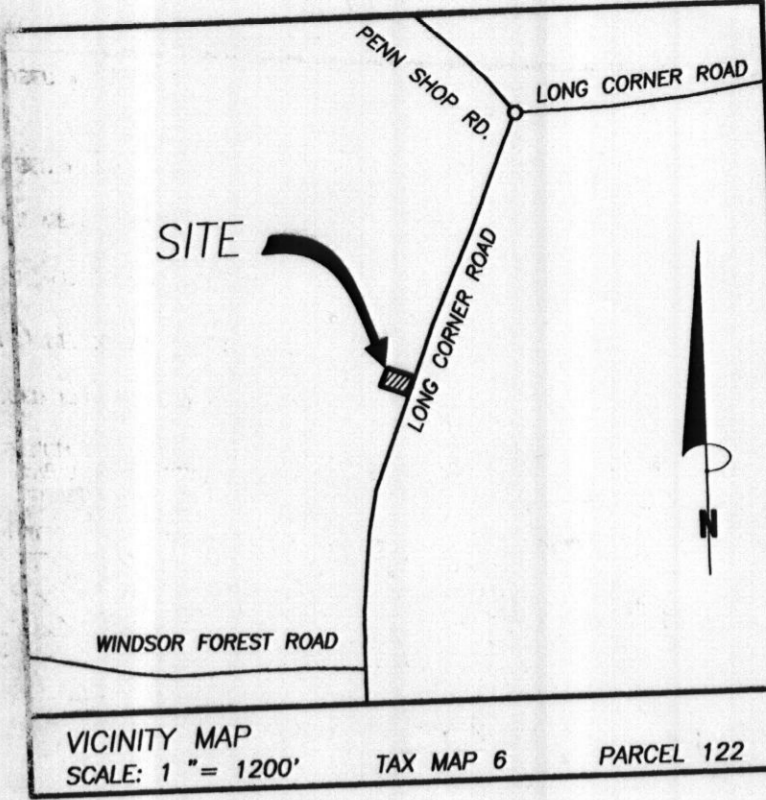 PENN SHOP RD.
LONG CORNER ROAD
SITE
LONG CORNER ROAD
N
WINDSOR FOREST ROAD
VICINITY MAP
SCALE: 1 "= 1200' TAX MAP 6 PARCEL 122